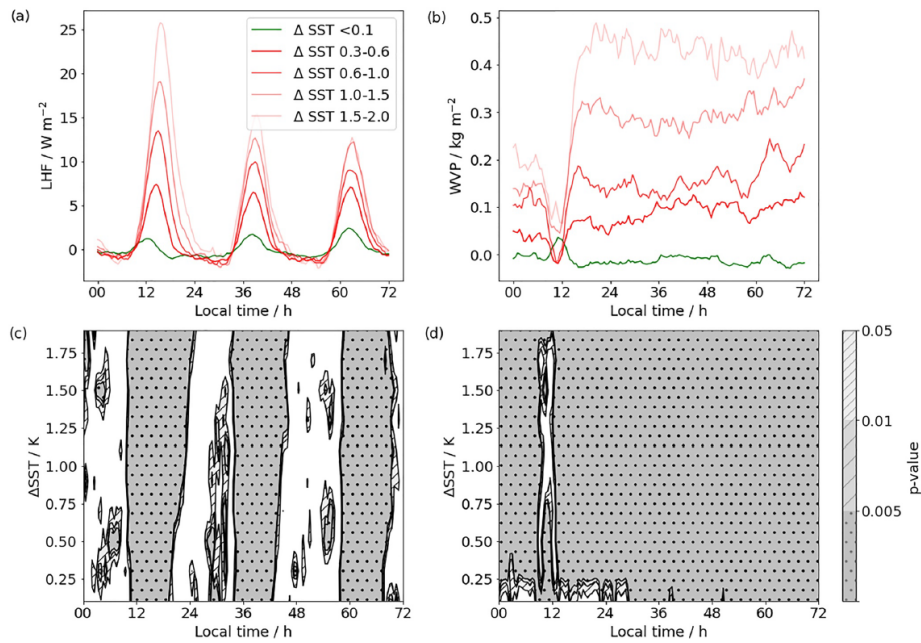 (a)
LHF / W m⁻²
25
20
15
10
5
0
00 12 24 36 48 60 72
Local time / h
Δ SST <0.1
Δ SST 0.3-0.6
Δ SST 0.6-1.0
Δ SST 1.0-1.5
Δ SST 1.5-2.0
(b)
WVP / kg m⁻²
0.5
0.4
0.3
0.2
0.1
0.0
00 12 24 36 48 60 72
Local time / h
(c)
ΔSST / K
1.75
1.50
1.25
1.00
0.75
0.50
0.25
00 12 24 36 48 60 72
Local time / h
(d)
ΔSST / K
1.75
1.50
1.25
1.00
0.75
0.50
0.25
00 12 24 36 48 60 72
Local time / h
0.05
0.01
0.005
p-value